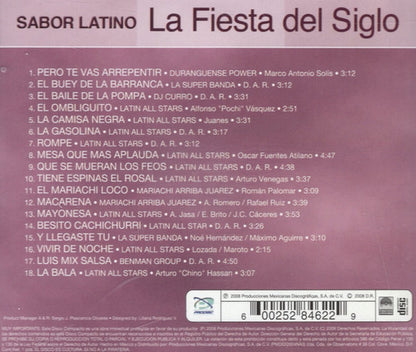 SABOR LATINO La Fiesta del Siglo
1. PERO TE VAS ARREPENTIR • DURANGUENSE POWER • Marco Antonio Solís • 3:12
2. EL BUEY DE LA BARRANCA • LA SUPER BANDA • D. A. R. • 3:12
3. EL BAILE DE LA POMPA • DJ CURRO • D. A. R. • 3:13
4. EL OMBLIGUITO • LATIN ALL STARS • Alfonso "Pochi" Vásquez • 2:51
5. LA CAMISA NEGRA • LATIN ALL STARS • Juanes • 3:31
6. LA GASOLINA • LATIN ALL STARS • D. A. R. • 3:17
7. ROMPE • LATIN ALL STARS • D. A. R. • 3:12
8. MESA QUE MAS APLAUDA • LATIN ALL STARS • Oscar Fuentes Atilano • 4:47
9. QUE SE MUERAN LOS FEOS • LATIN ALL STARS • D. A. R. • 3:12
10. TIENE ESPINAS EL ROSAL • LATIN ALL STARS • Arturo Venegas • 3:37
11. EL MARIACHI LOCO • MARIACHI ARRIBA JUAREZ • Román Palomar • 3:09
12. MACARENA • MARIACHI ARRIBA JUAREZ • A. Romero / Rafael Ruiz • 3:39
13. MAYONESA • LATIN ALL STARS • A. Jasa / E. Brito / J.C. Cáceres • 3:53
14. BESITO CACHICHURRI • LATIN ALL STAR • D. A. R. • 3:26
15. Y LLEGASTE TU • LA SUPER BANDA • Noé Hernández / Máximo Aguirre • 3:10
16. VIVIR DE NOCHE • LATIN ALL STARS • Lozada / Maroto • 3:21
17. LUIS MIX SALSA • BENMAN GROUP • D. A. R. • 3:51
18. LA BALA • LATIN ALL STARS • Arturo "Chino" Hassan • 3:07
6 00252 84622 9